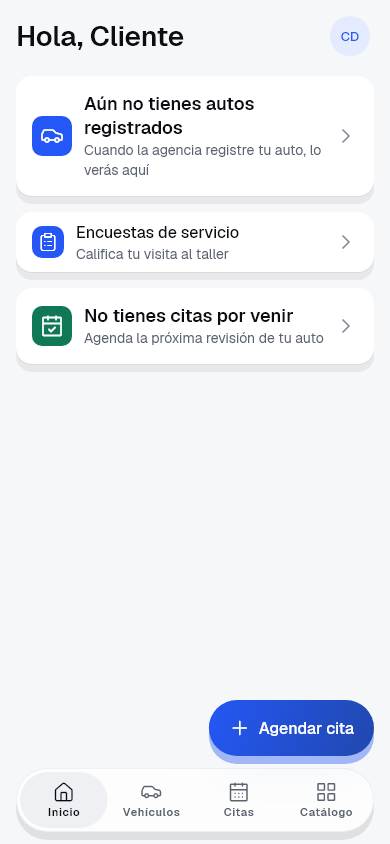 Hola, Cliente
CD
Aún no tienes autos
registrados
Cuando la agencia registre tu auto, lo
verás aquí
Encuestas de servicio
Califica tu visita al taller
No tienes citas por venir
Agenda la próxima revisión de tu auto
Agendar cita
Inicio
Vehículos
Citas
Catálogo